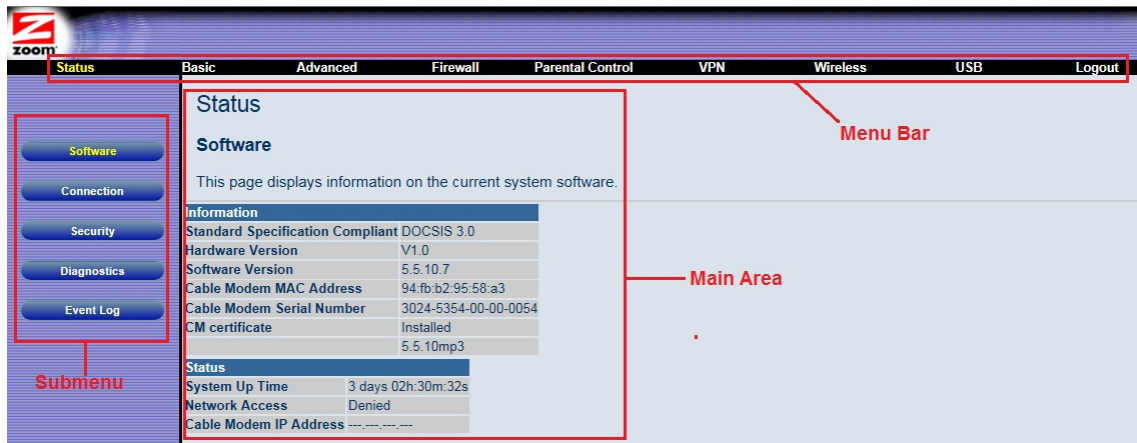 zoom
Status Basic Advanced Firewall Parental Control VPN Wireless USB Logout
Menu Bar
Software
Connection
Security
Diagnostics
Event Log
Submenu
Status
Software
This page displays information on the current system software.
Information
Standard Specification Compliant DOCSIS 3.0
Hardware Version V1.0
Software Version 5.5.10.7
Cable Modem MAC Address 94:fb:b2:95:58:a3
Cable Modem Serial Number 3024-5354-00-00-0054
CM certificate Installed
5.5.10mp3
Status
System Up Time 3 days 02h:30m:32s
Network Access Denied
Cable Modem IP Address ---.---.---.---
Main Area